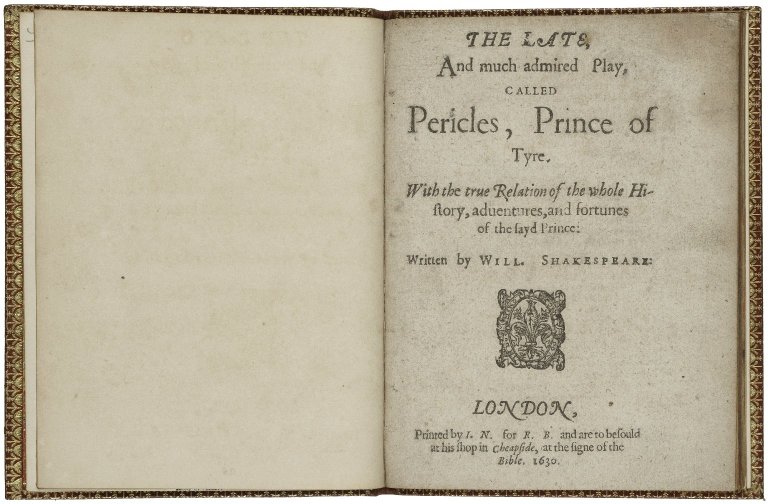 THE LATE,
And much admired Play,
CALLED
Pericles, Prince of
Tyre.
With the true Relation of the whole Hi-
ſtory, aduentures, and fortunes
of the ſayd Prince:
Written by WILL. SHAKESPEARE:
LONDON,
Printed by I. N. for R. B. and are to be ſould
at his ſhop in Cheapſide, at the ſigne of the
Bible. 1630.